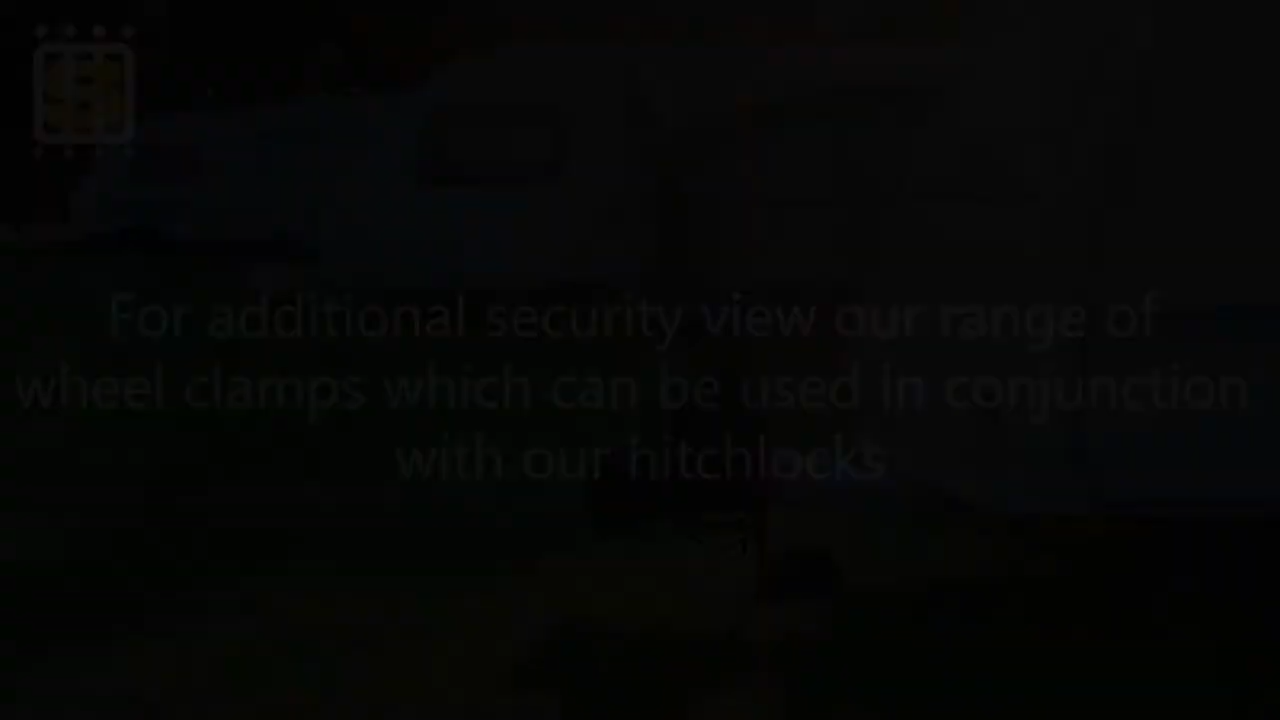 For additional security view our range of
wheel clamps which can be used in conjunction
with our hitchlocks